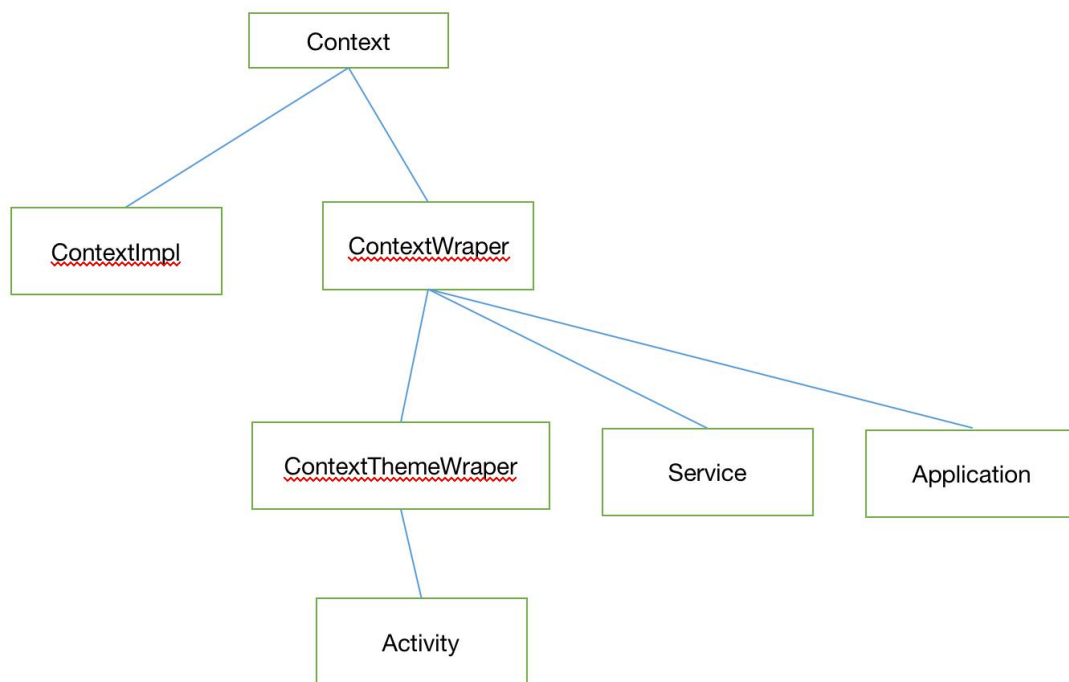 Context
ContextImpl
ContextWraper
ContextThemeWraper
Service
Application
Activity